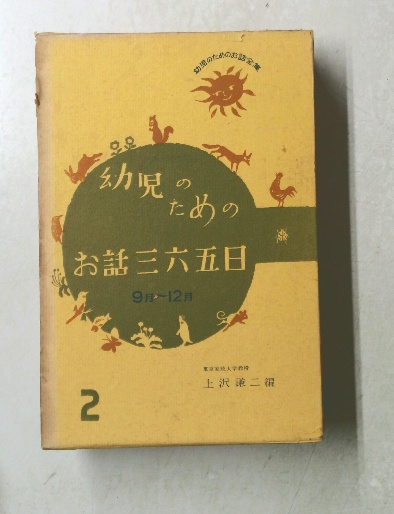 幼児のためのお話全集
幼児の
ための
お話三六五日
9月~12月
東京家政大学教授
上沢謙二編
2